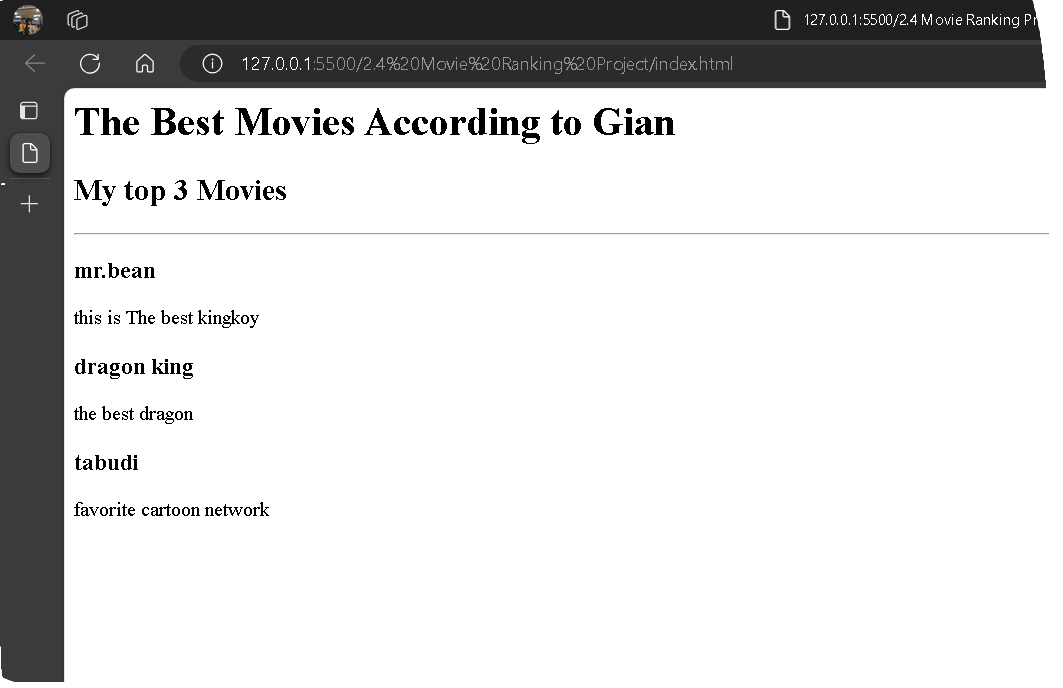 127.0.0.1:5500/2.4 Movie Ranking
127.0.0.1:5500/2.4%20Movie%20Ranking%20Project/index.html
The Best Movies According to Gian
My top 3 Movies
mr.bean
this is The best kingkoy
dragon king
the best dragon
tabudi
favorite cartoon network